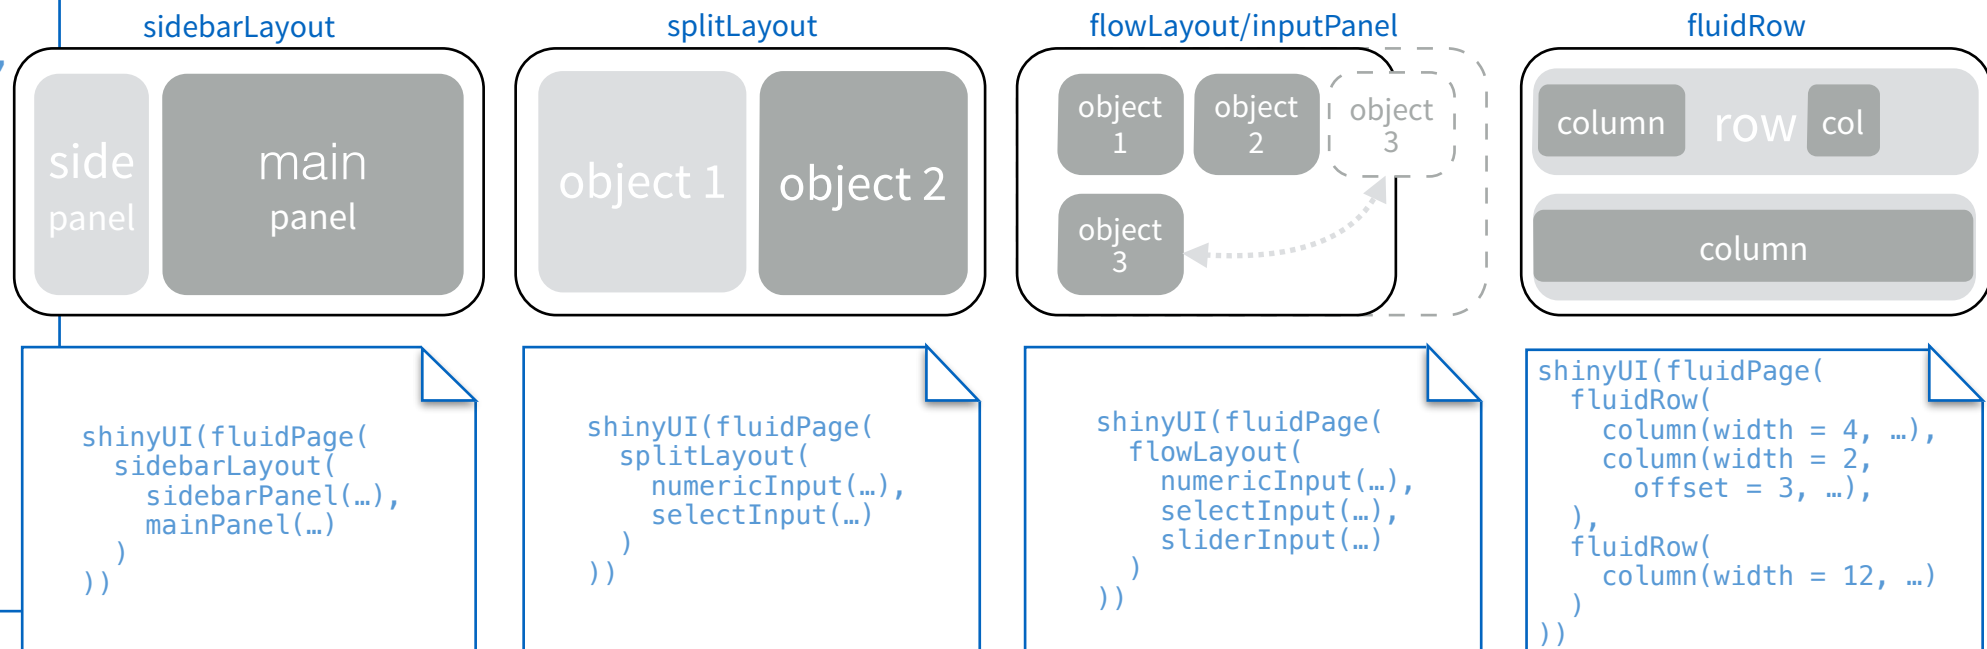 sidebarLayout
side
panel
main
panel
shinyUI(fluidPage(
  sidebarLayout(
    sidebarPanel(…),
    mainPanel(…)
  )
))
splitLayout
object 1
object 2
shinyUI(fluidPage(
  splitLayout(
    numericInput(…),
    selectInput(…)
  )
))
flowLayout/inputPanel
object
1
object
2
object
3
object
3
shinyUI(fluidPage(
  flowLayout(
    numericInput(…),
    selectInput(…),
    sliderInput(…)
  )
))
fluidRow
column
row
col
column
shinyUI(fluidPage(
  fluidRow(
    column(width = 4, …),
    column(width = 2,
      offset = 3, …),
  ),
  fluidRow(
    column(width = 12, …)
  )
))